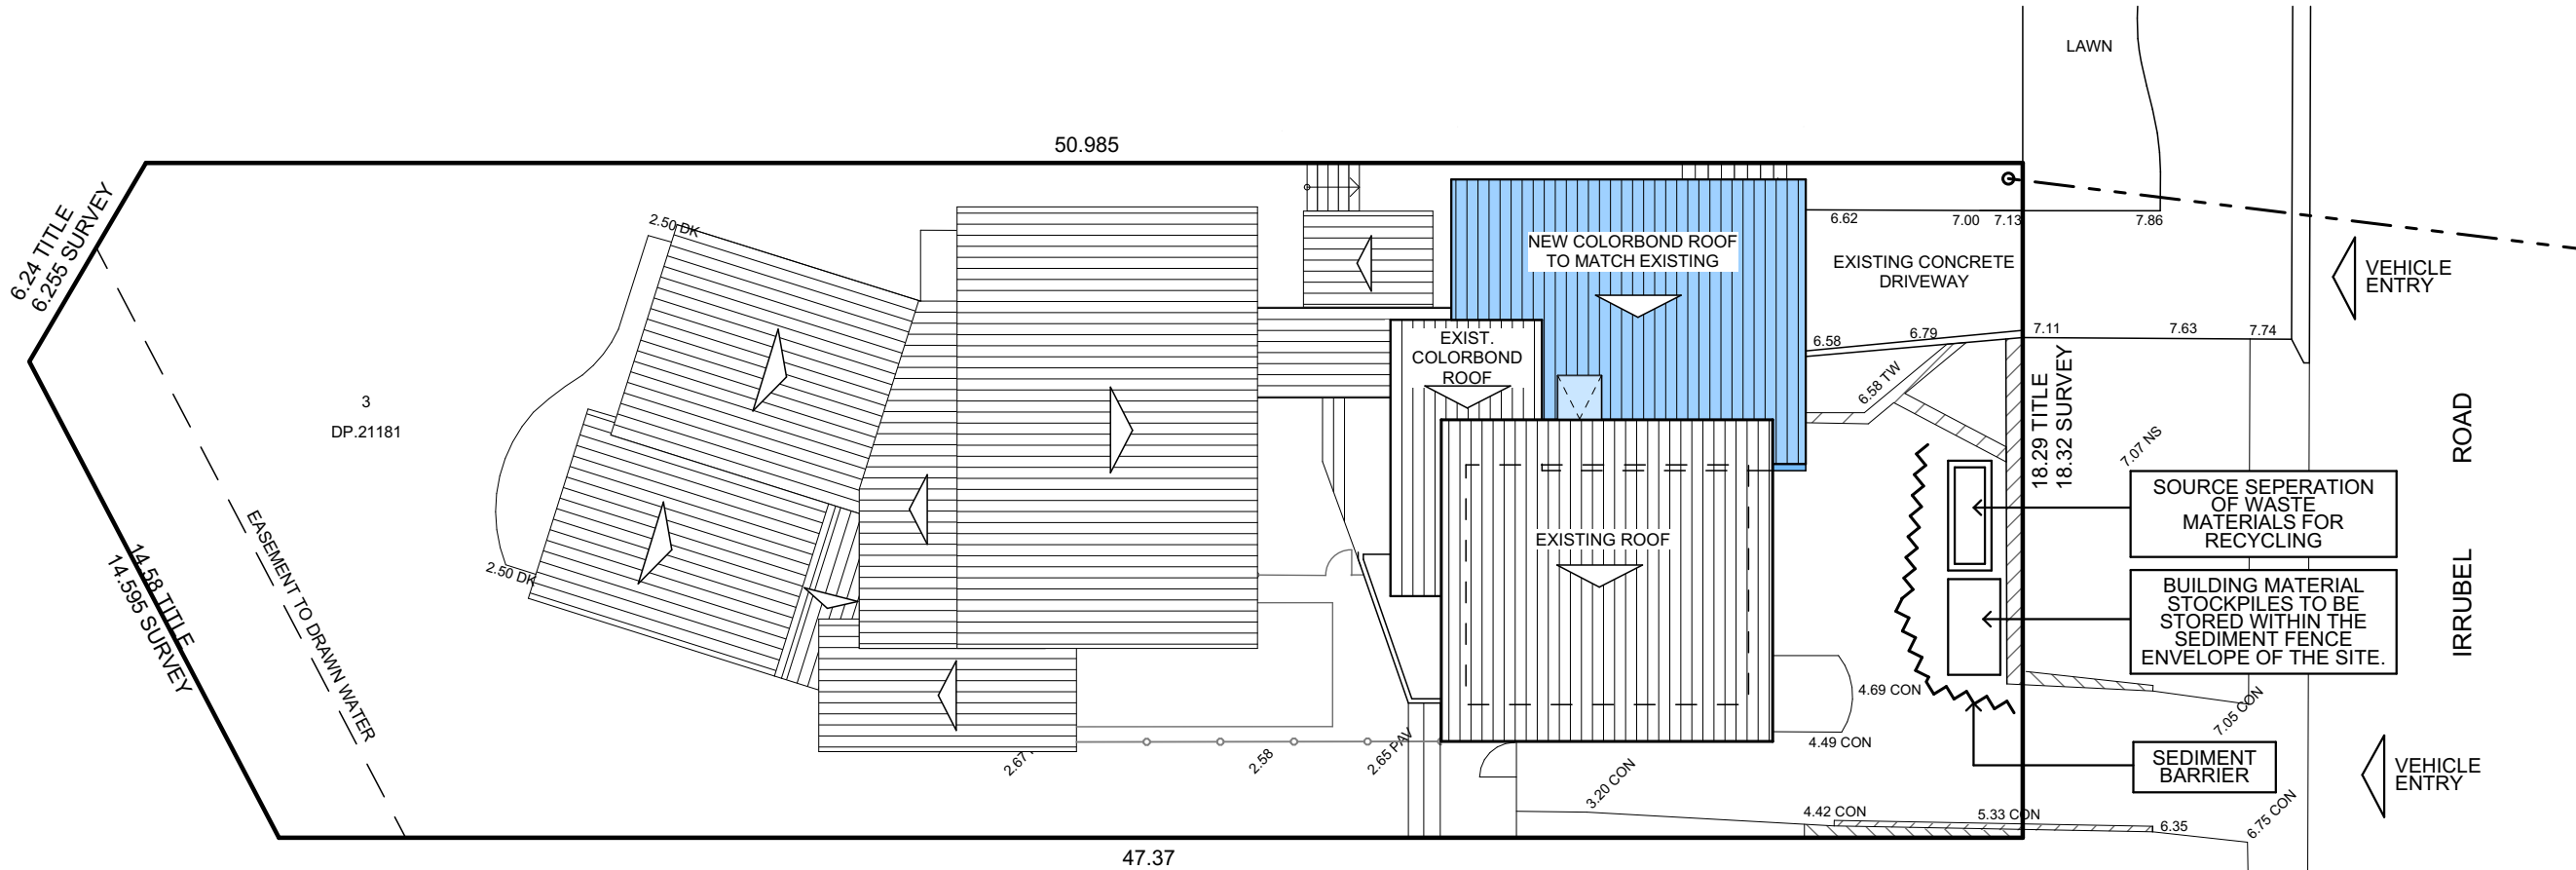 LAWN
50.985
6.24 TITLE
6.255 SURVEY
2.50 DK
6.62
7.00
7.13
7.86
NEW COLORBOND ROOF
TO MATCH EXISTING
EXISTING CONCRETE
DRIVEWAY
VEHICLE
ENTRY
6.58
6.79
7.11
7.63
7.74
EXIST.
COLORBOND
ROOF
6.58 TW
18.29 TITLE
18.32 SURVEY
3
DP.21181
7.07 NS
ROAD
IRRUBEL
SOURCE SEPERATION
OF WASTE
MATERIALS FOR
RECYCLING
EXISTING ROOF
EASEMENT TO DRAWN WATER
14.58 TITLE
14.595 SURVEY
2.50 DK
BUILDING MATERIAL
STOCKPILES TO BE
STORED WITHIN THE
SEDIMENT FENCE
ENVELOPE OF THE SITE.
4.69 CON
7.05 CON
4.49 CON
2.67
2.58
2.65 PAV
3.20 CON
SEDIMENT
BARRIER
VEHICLE
ENTRY
4.42 CON
5.33 CON
6.35
6.75 CON
47.37